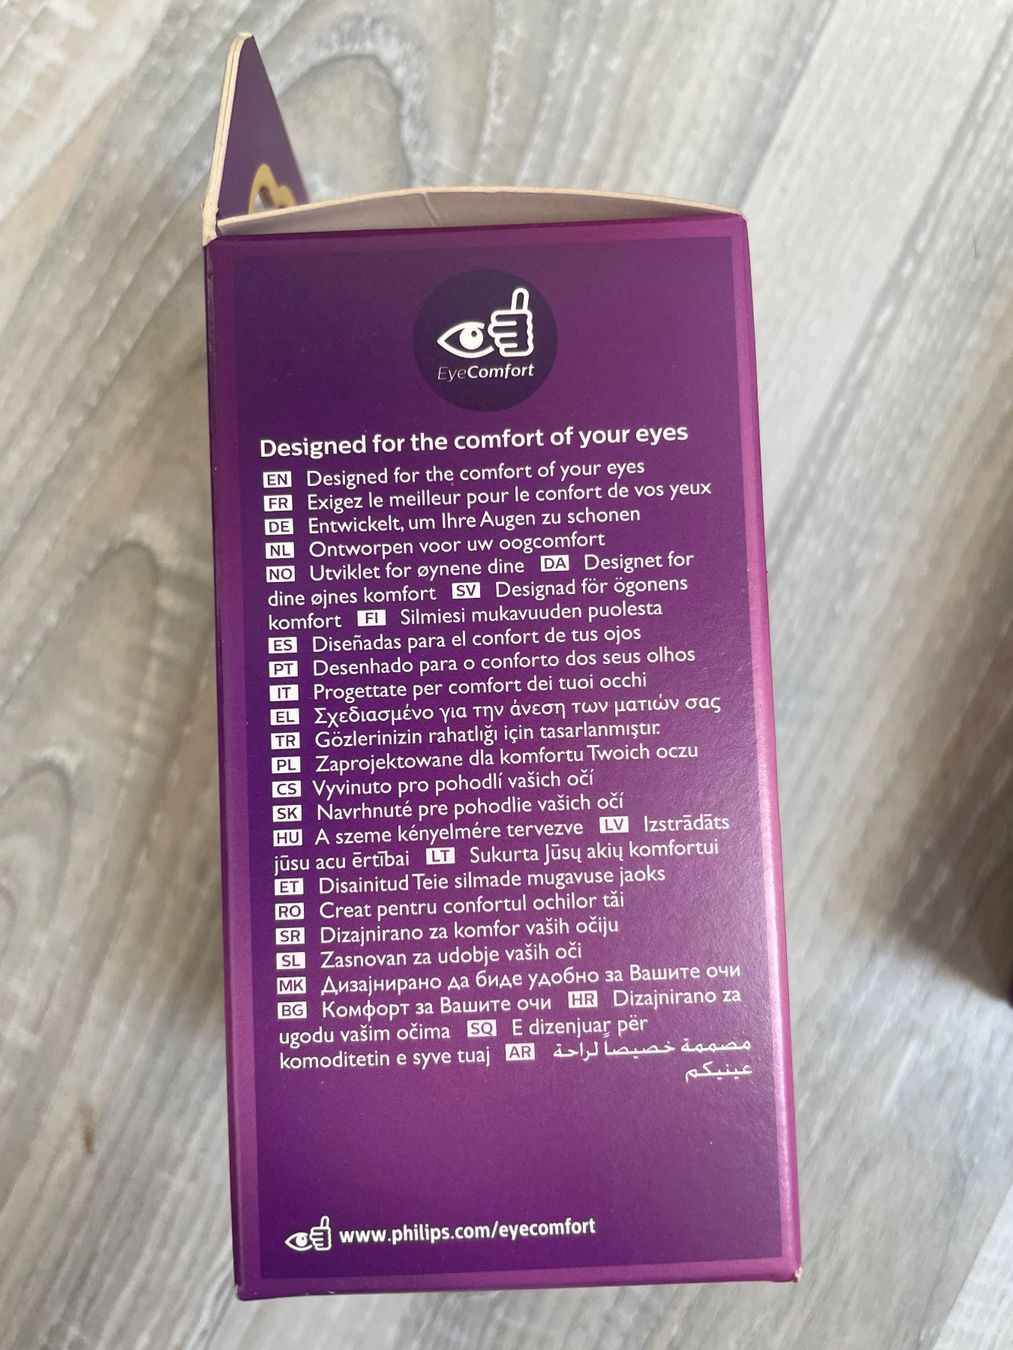 EyeComfort
Designed for the comfort of your eyes
EN Designed for the comfort of your eyes
FR Exigez le meilleur pour le confort de vos yeux
DE Entwickelt, um Ihre Augen zu schonen
NL Ontworpen voor uw oogcomfort
NO Utviklet for øynene dine DA Designet for
dine øjnes komfort SV Designad för ögonens
komfort FI Silmiesi mukavuuden puolesta
ES Diseñadas para el confort de tus ojos
PT Desenhado para o conforto dos seus olhos
IT Progettate per comfort dei tuoi occhi
EL Σχεδιασμένο για την άνεση των ματιών σας
TR Gözlerinizin rahatlığı için tasarlanmıştır.
PL Zaprojektowane dla komfortu Twoich oczu
CS Vyvinuto pro pohodlí vašich očí
SK Navrhnuté pre pohodlie vašich očí
HU A szeme kényelmére tervezve LV Izstrādāts
jūsu acu ērtībai LT Sukurta Jūsų akių komfortui
ET Disainitud Teie silmade mugavuse jaoks
RO Creat pentru confortul ochilor tăi
SR Dizajnirano za komfor vaših očiju
SL Zasnovan za udobje vaših oči
MK Дизајнирано да биде удобно за Вашите очи
BG Комфорт за Вашите очи HR Dizajnirano za
ugodu vašim očima SQ E dizenjuar për
komoditetin e syve tuaj AR مصممة خصيصاً لراحة
عينيكم
www.philips.com/eyecomfort